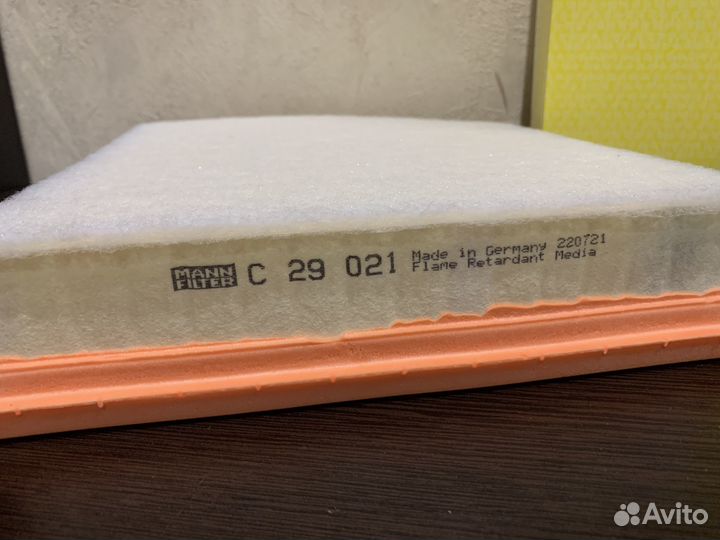 MANN
FILTER
C 29 021
Made in Germany 220721
Flame Retardant Media
Avito